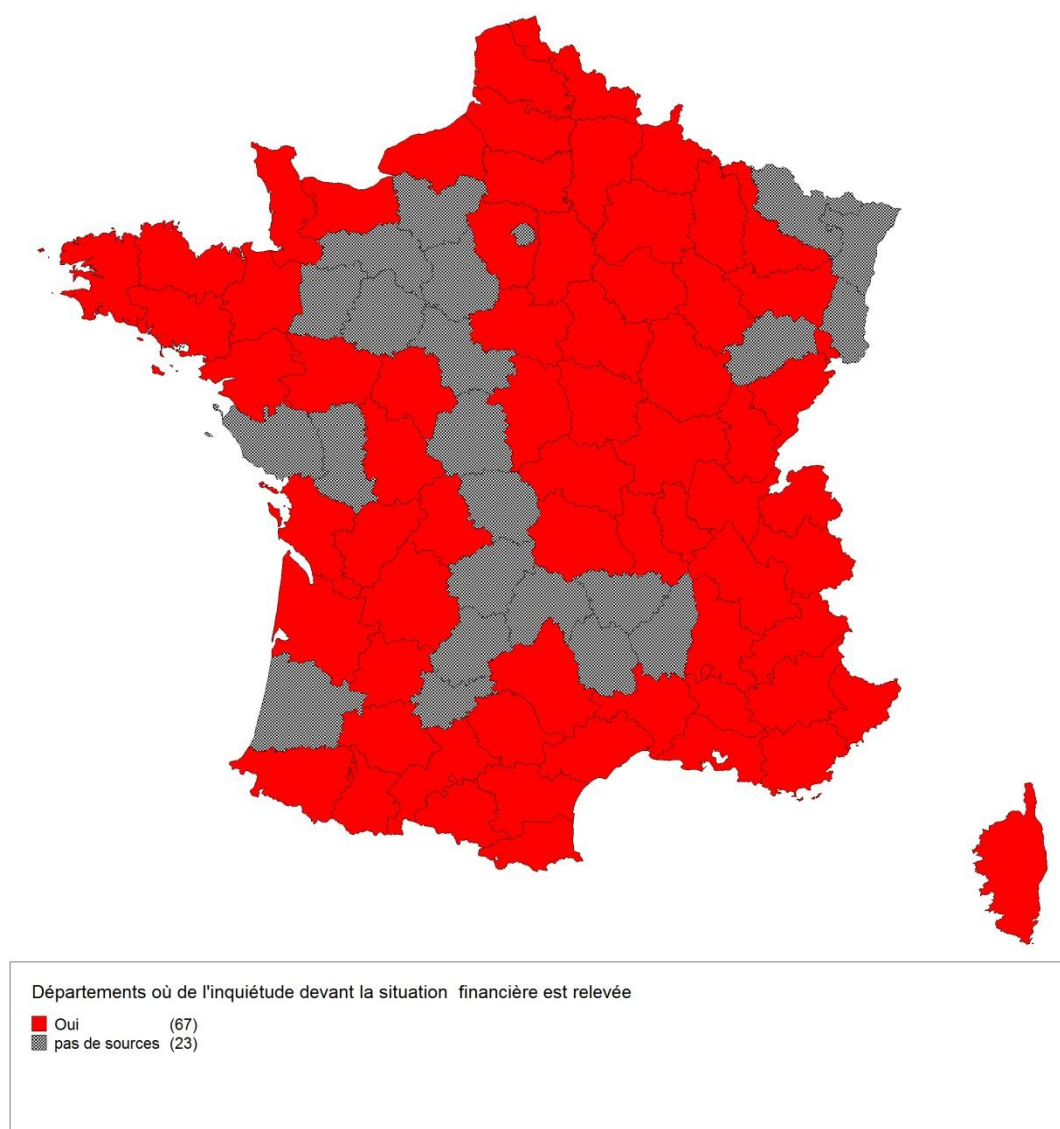 Départements où de l'inquiétude devant la situation  financière est relevée
Oui (67)
pas de sources (23)